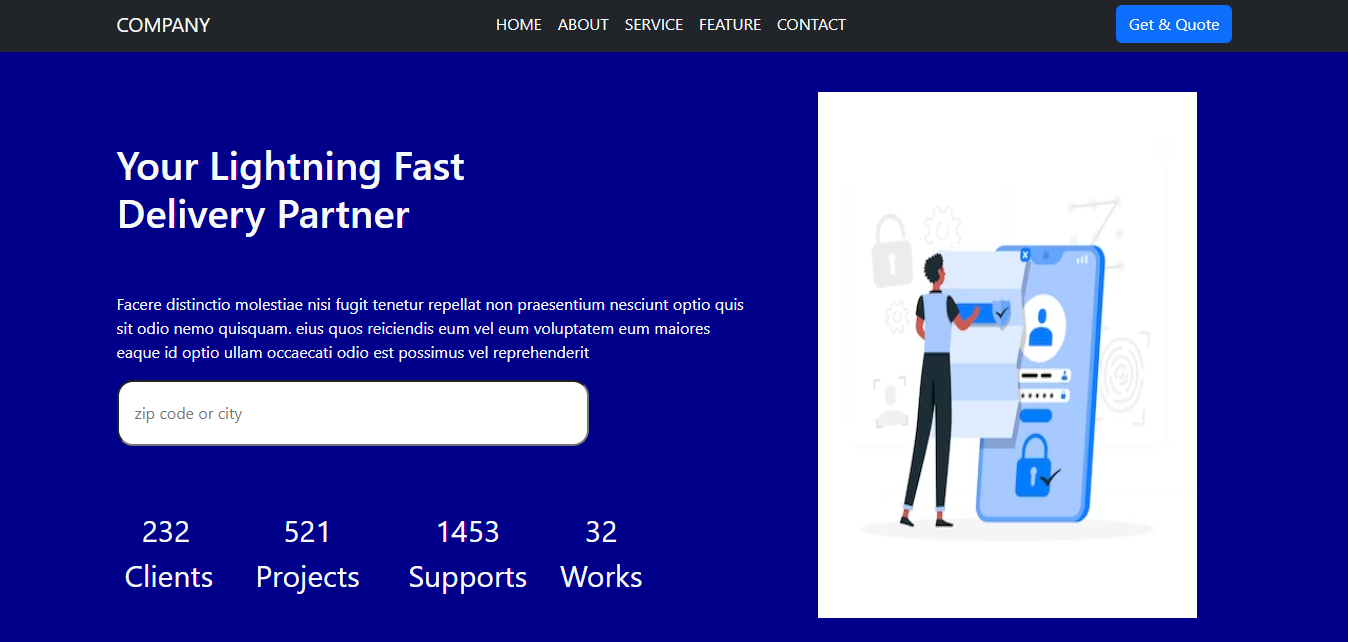 COMPANY
HOME ABOUT SERVICE FEATURE CONTACT
Get & Quote
Your Lightning Fast
Delivery Partner
Facere distinctio molestiae nisi fugit tenetur repellat non praesentium nesciunt optio quis
sit odio nemo quisquam. eius quos reiciendis eum vel eum voluptatem eum maiores
eaque id optio ullam occaecati odio est possimus vel reprehenderit
zip code or city
232 521 1453 32
Clients Projects Supports Works